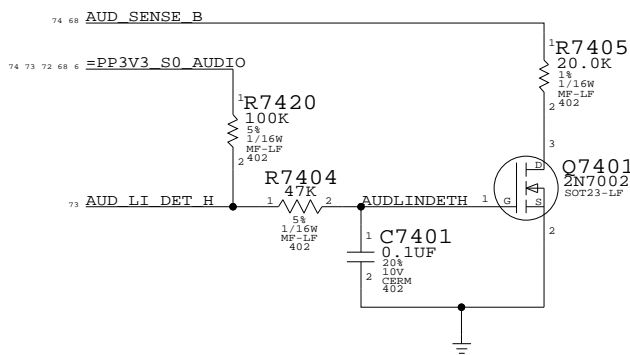 74 68 AUD_SENSE_B
74 73 72 68 6 =PP3V3_S0_AUDIO
1
R7420
100K
5%
1/16W
MF-LF
402
2
1
R7405
20.0K
1%
1/16W
MF-LF
402
2
73 AUD_LI_DET_H
R7404
47K
1 2
5%
1/16W
MF-LF
402
AUDLINDETH
1
C7401
0.1UF
20%
10V
CERM
402
2
3
D
Q7401
2N7002
SOT23-LF
1 G
S
2